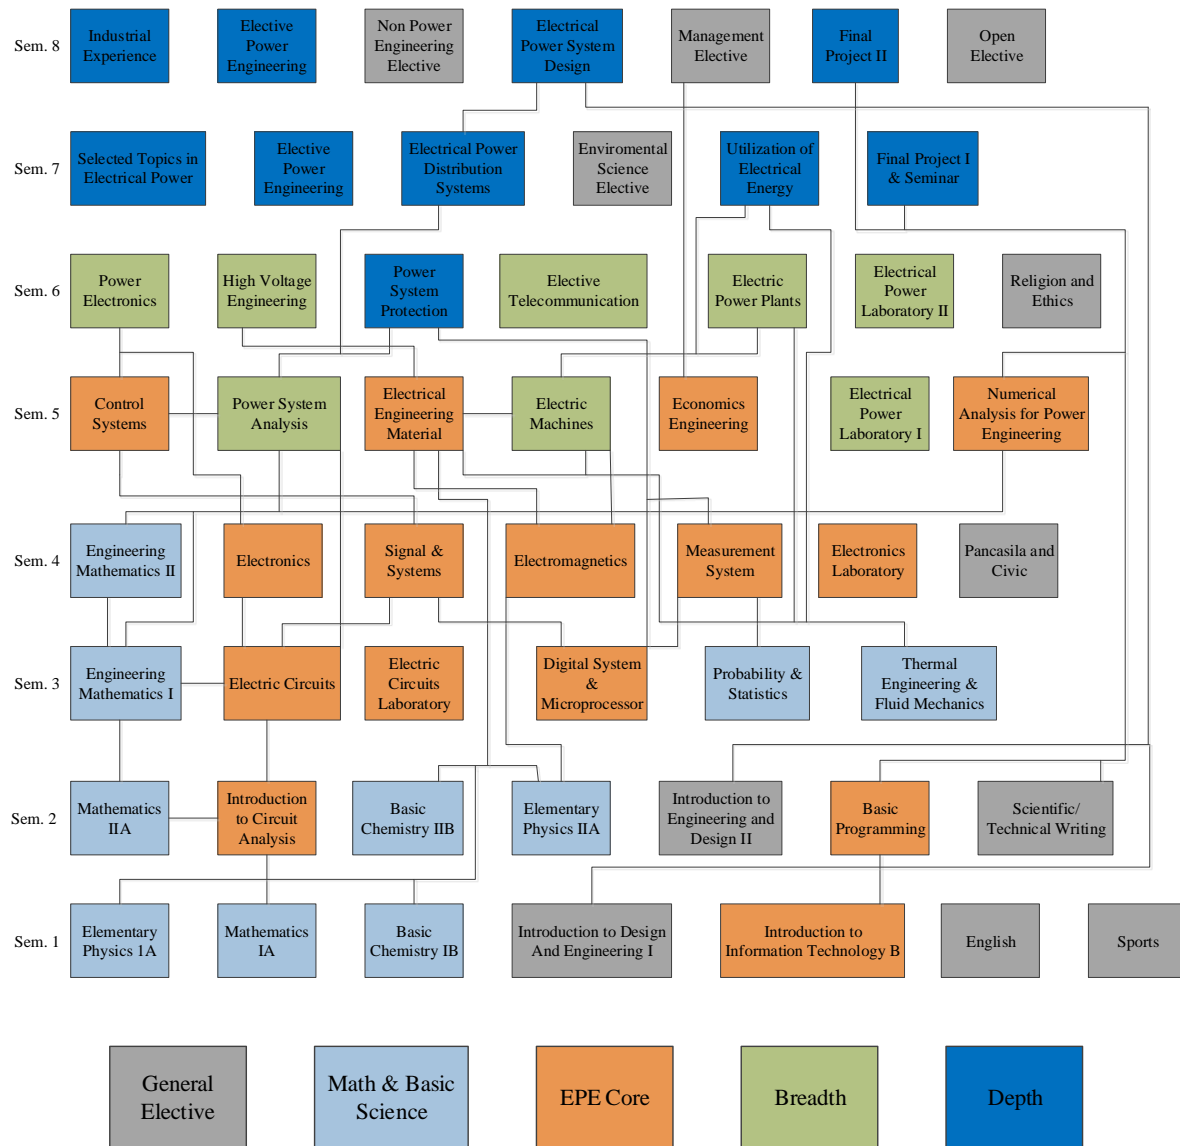 Sem. 8
Industrial
Experience
Elective
Power
Engineering
Non Power
Engineering
Elective
Electrical
Power System
Design
Management
Elective
Final
Project II
Open
Elective
Sem. 7
Selected Topics in
Electrical Power
Elective
Power
Engineering
Electrical Power
Distribution
Systems
Enviromental
Science
Elective
Utilization of
Electrical
Energy
Final Project I
& Seminar
Sem. 6
Power
Electronics
High Voltage
Engineering
Power
System
Protection
Elective
Telecommunication
Electric
Power Plants
Electrical
Power
Laboratory II
Religion and
Ethics
Sem. 5
Control
Systems
Power System
Analysis
Electrical
Engineering
Material
Electric
Machines
Economics
Engineering
Electrical
Power
Laboratory I
Numerical
Analysis for Power
Engineering
Sem. 4
Engineering
Mathematics II
Electronics
Signal &
Systems
Electromagnetics
Measurement
System
Electronics
Laboratory
Pancasila and
Civic
Sem. 3
Engineering
Mathematics I
Electric Circuits
Electric
Circuits
Laboratory
Digital System
&
Microprocessor
Probability &
Statistics
Thermal
Engineering &
Fluid Mechanics
Sem. 2
Mathematics
IIA
Introduction
to Circuit
Analysis
Basic
Chemistry IIB
Elementary
Physics IIA
Introduction to
Engineering and
Design II
Basic
Programming
Scientific/
Technical Writing
Sem. 1
Elementary
Physics 1A
Mathematics
IA
Basic
Chemistry IB
Introduction to Design
And Engineering I
Introduction to
Information Technology B
English
Sports
General
Elective
Math & Basic
Science
EPE Core
Breadth
Depth